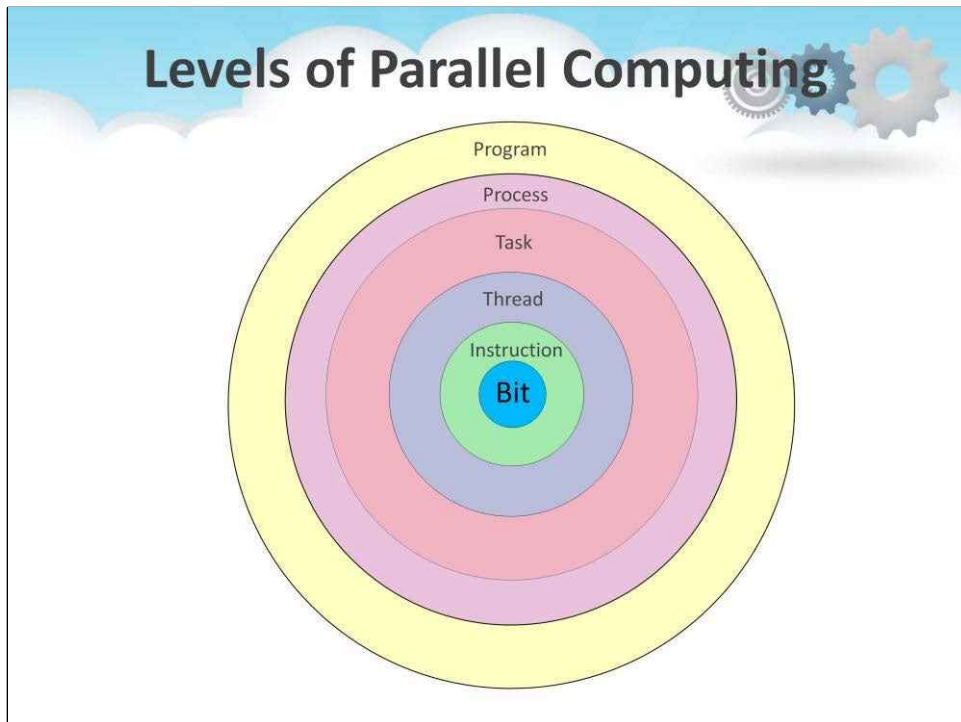 Levels of Parallel Computing
Program
Process
Task
Thread
Instruction
Bit